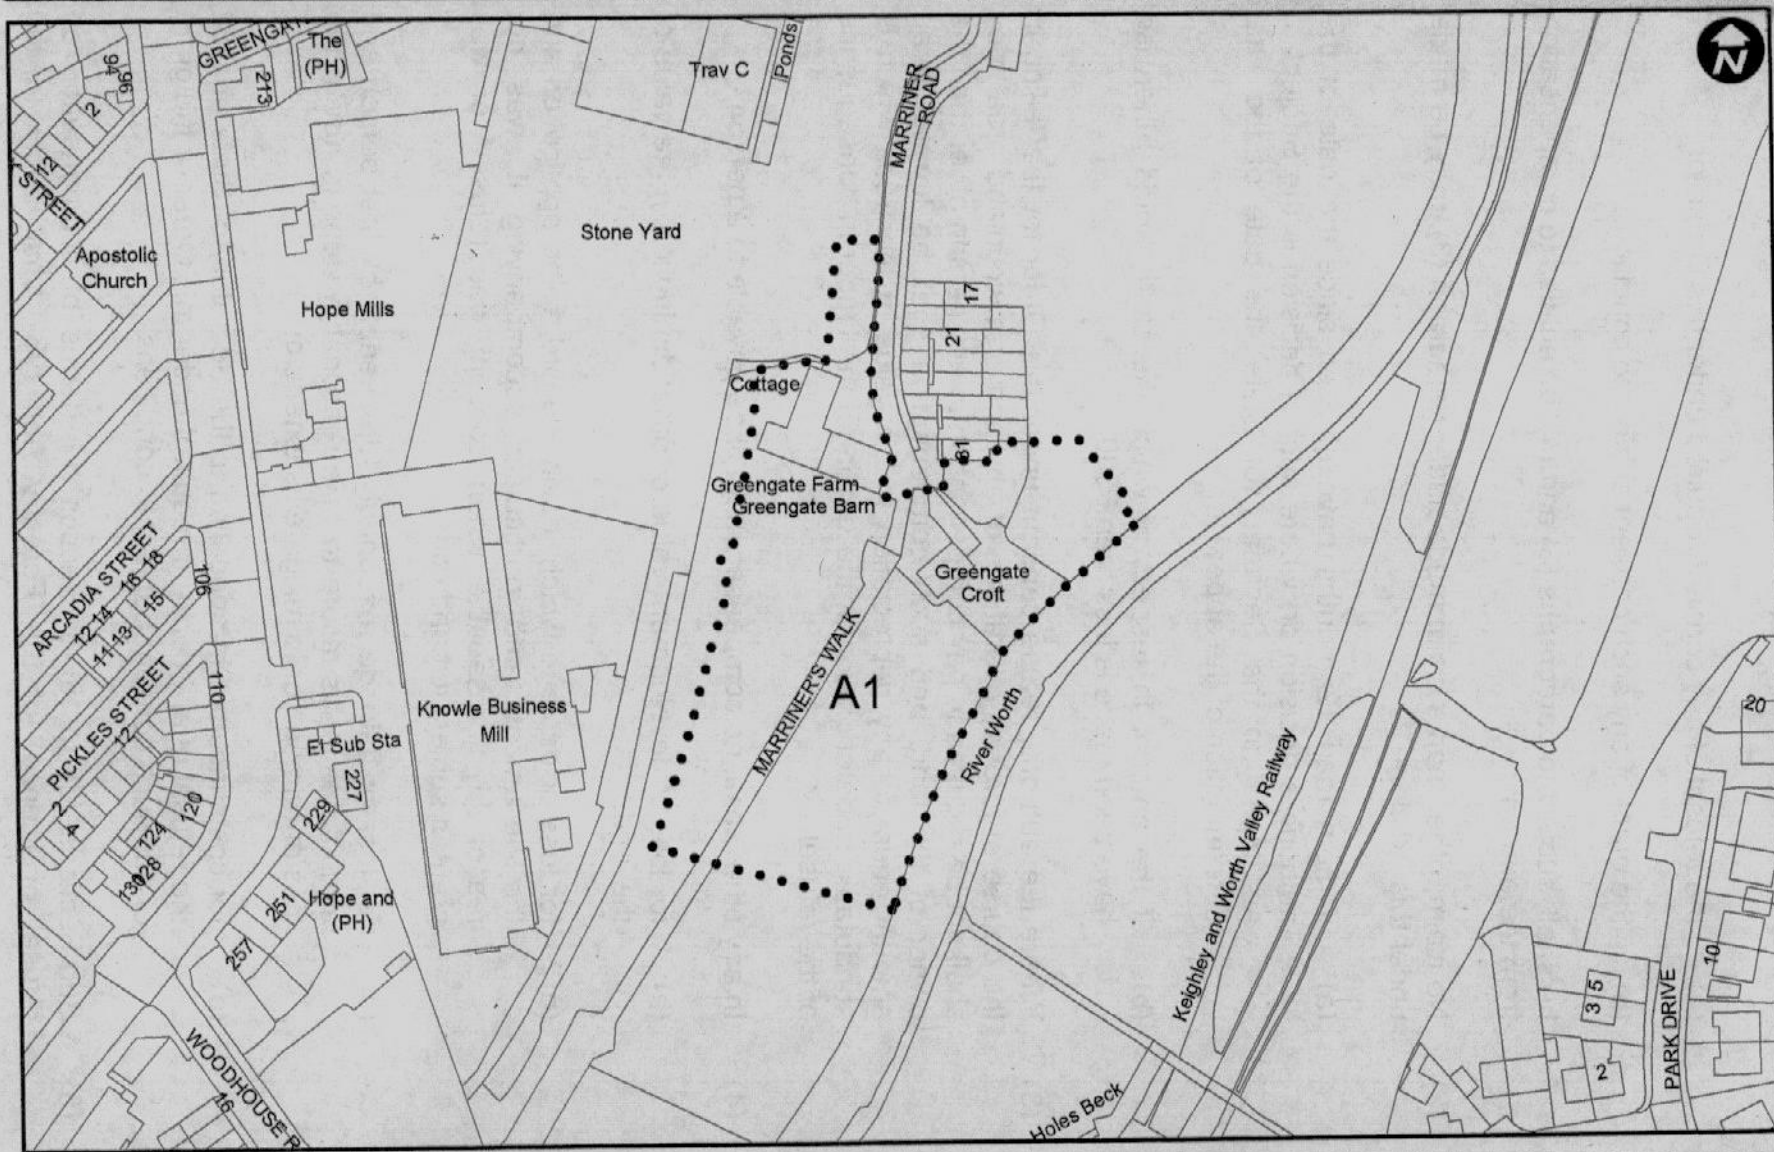 GREENGATE
The
(PH)
213
94
96
2
12
STREET
Apostolic
Church
Hope Mills
Stone Yard
Trav C
Ponds
MARRINER
ROAD
N
17
21
31
Cottage
Greengate Farm
Greengate Barn
Greengate
Croft
MARRINER'S WALK
A1
River Worth
Keighley and Worth Valley Railway
ARCADIA STREET
106
16-18
15
12-14
11-13
PICKLES STREET
110
12
2
4
120
124
128
130
El Sub Sta
227
229
251
257
Hope and
(PH)
Knowle Business
Mill
WOODHOUSE R
16
Holes Beck
20
10
3 5
2
PARK DRIVE